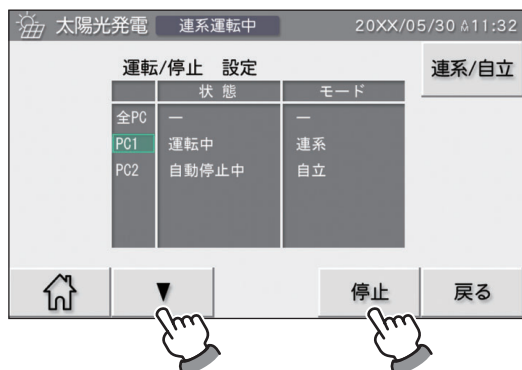 太陽光発電 連系運転中 20XX/05/30 11:32
運転/停止 設定
連系/自立
状態 モード
全PC ー ー
PC1 運転中 連系
PC2 自動停止中 自立
▼ 停止 戻る